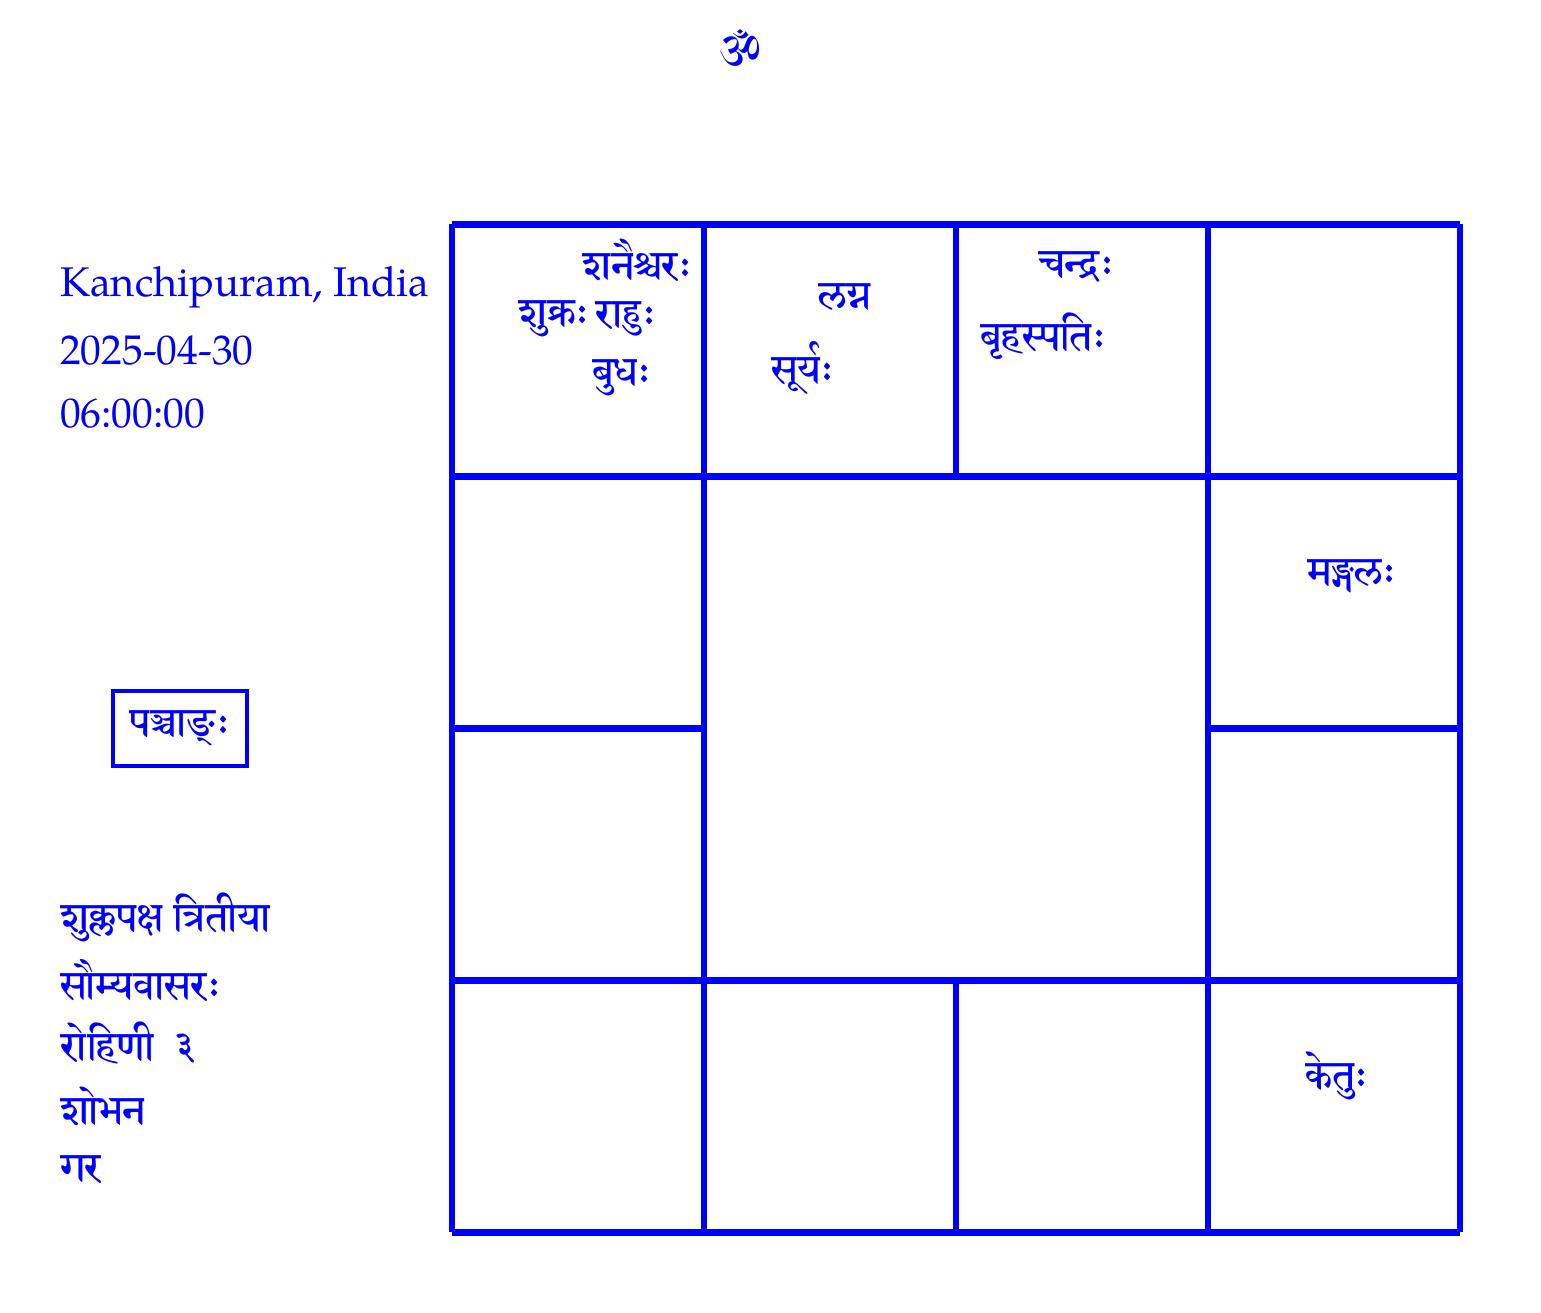 ॐ
Kanchipuram, India
2025-04-30
06:00:00
शनैश्चरः
शुक्रः राहुः
बुधः
लग्न
सूर्यः
चन्द्रः
बृहस्पतिः
मङ्गलः
पञ्चाङ्ः
शुक्लपक्ष त्रितीया
सौम्यवासरः
रोहिणी ३
शोभन
गर
केतुः